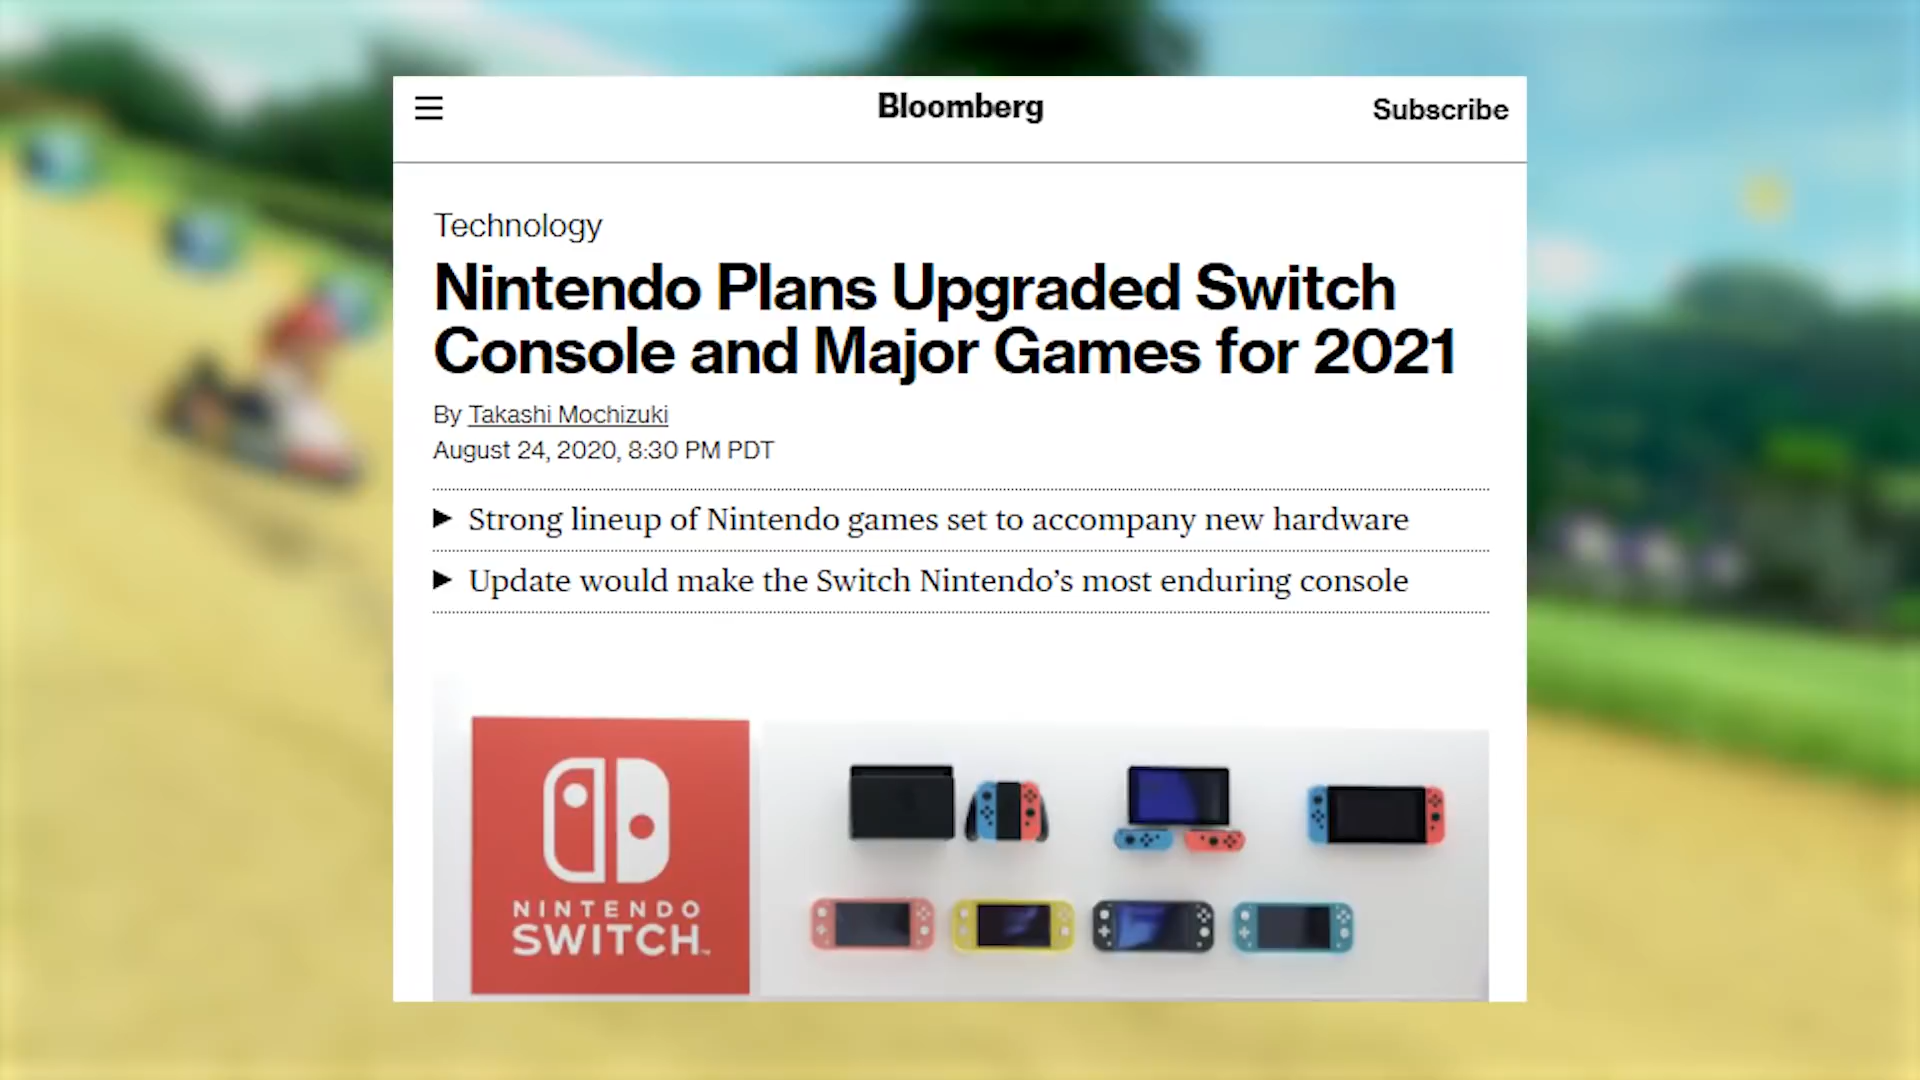 Bloomberg
Subscribe
Technology
Nintendo Plans Upgraded Switch
Console and Major Games for 2021
By Takashi Mochizuki
August 24, 2020, 8:30 PM PDT
Strong lineup of Nintendo games set to accompany new hardware
Update would make the Switch Nintendo’s most enduring console
NINTENDO
SWITCH™